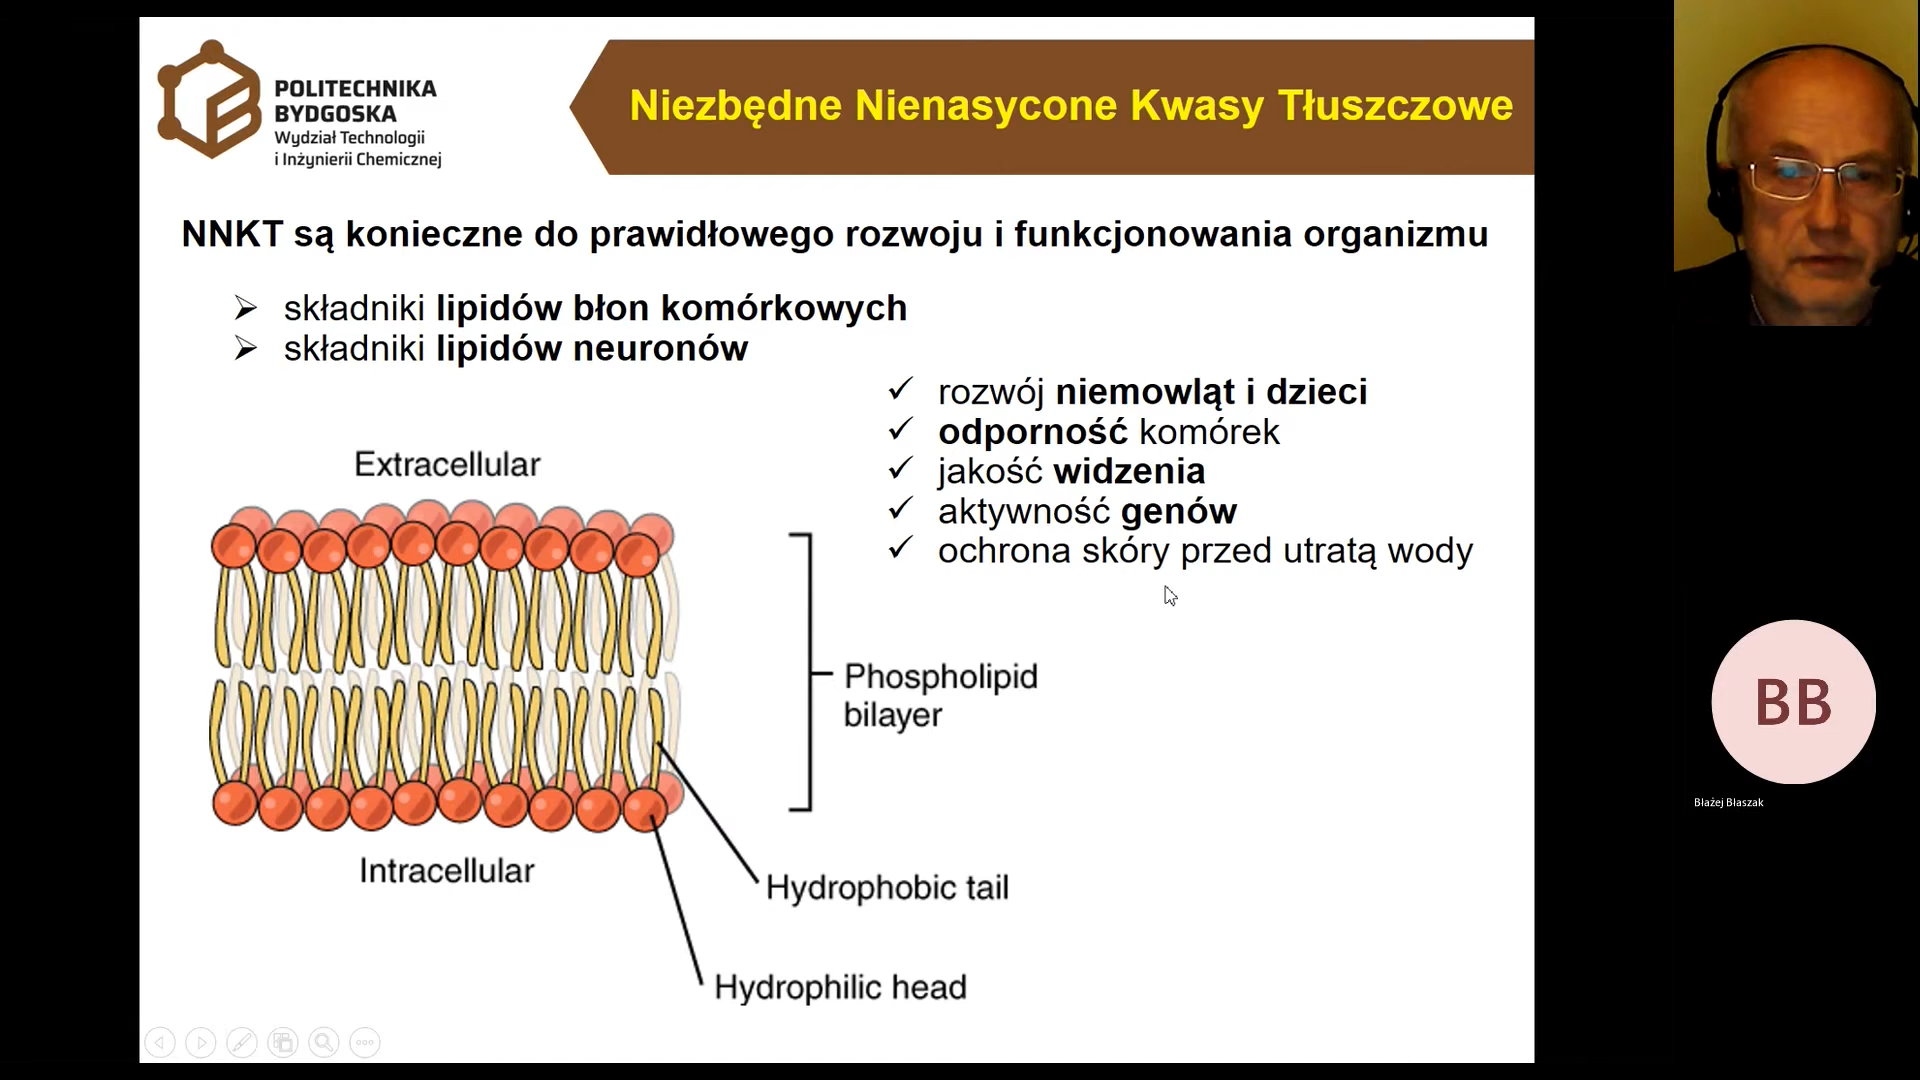 POLITECHNIKA
BYDGOSKA
Wydział Technologii
i Inżynierii Chemicznej
Niezbędne Nienasycone Kwasy Tłuszczowe
NNKT są konieczne do prawidłowego rozwoju i funkcjonowania organizmu
składniki lipidów błon komórkowych
składniki lipidów neuronów
rozwój niemowląt i dzieci
odporność komórek
jakość widzenia
aktywność genów
ochrona skóry przed utratą wody
Extracellular
Phospholipid
bilayer
Intracellular
Hydrophobic tail
Hydrophilic head
BB
Błażej Błaszak